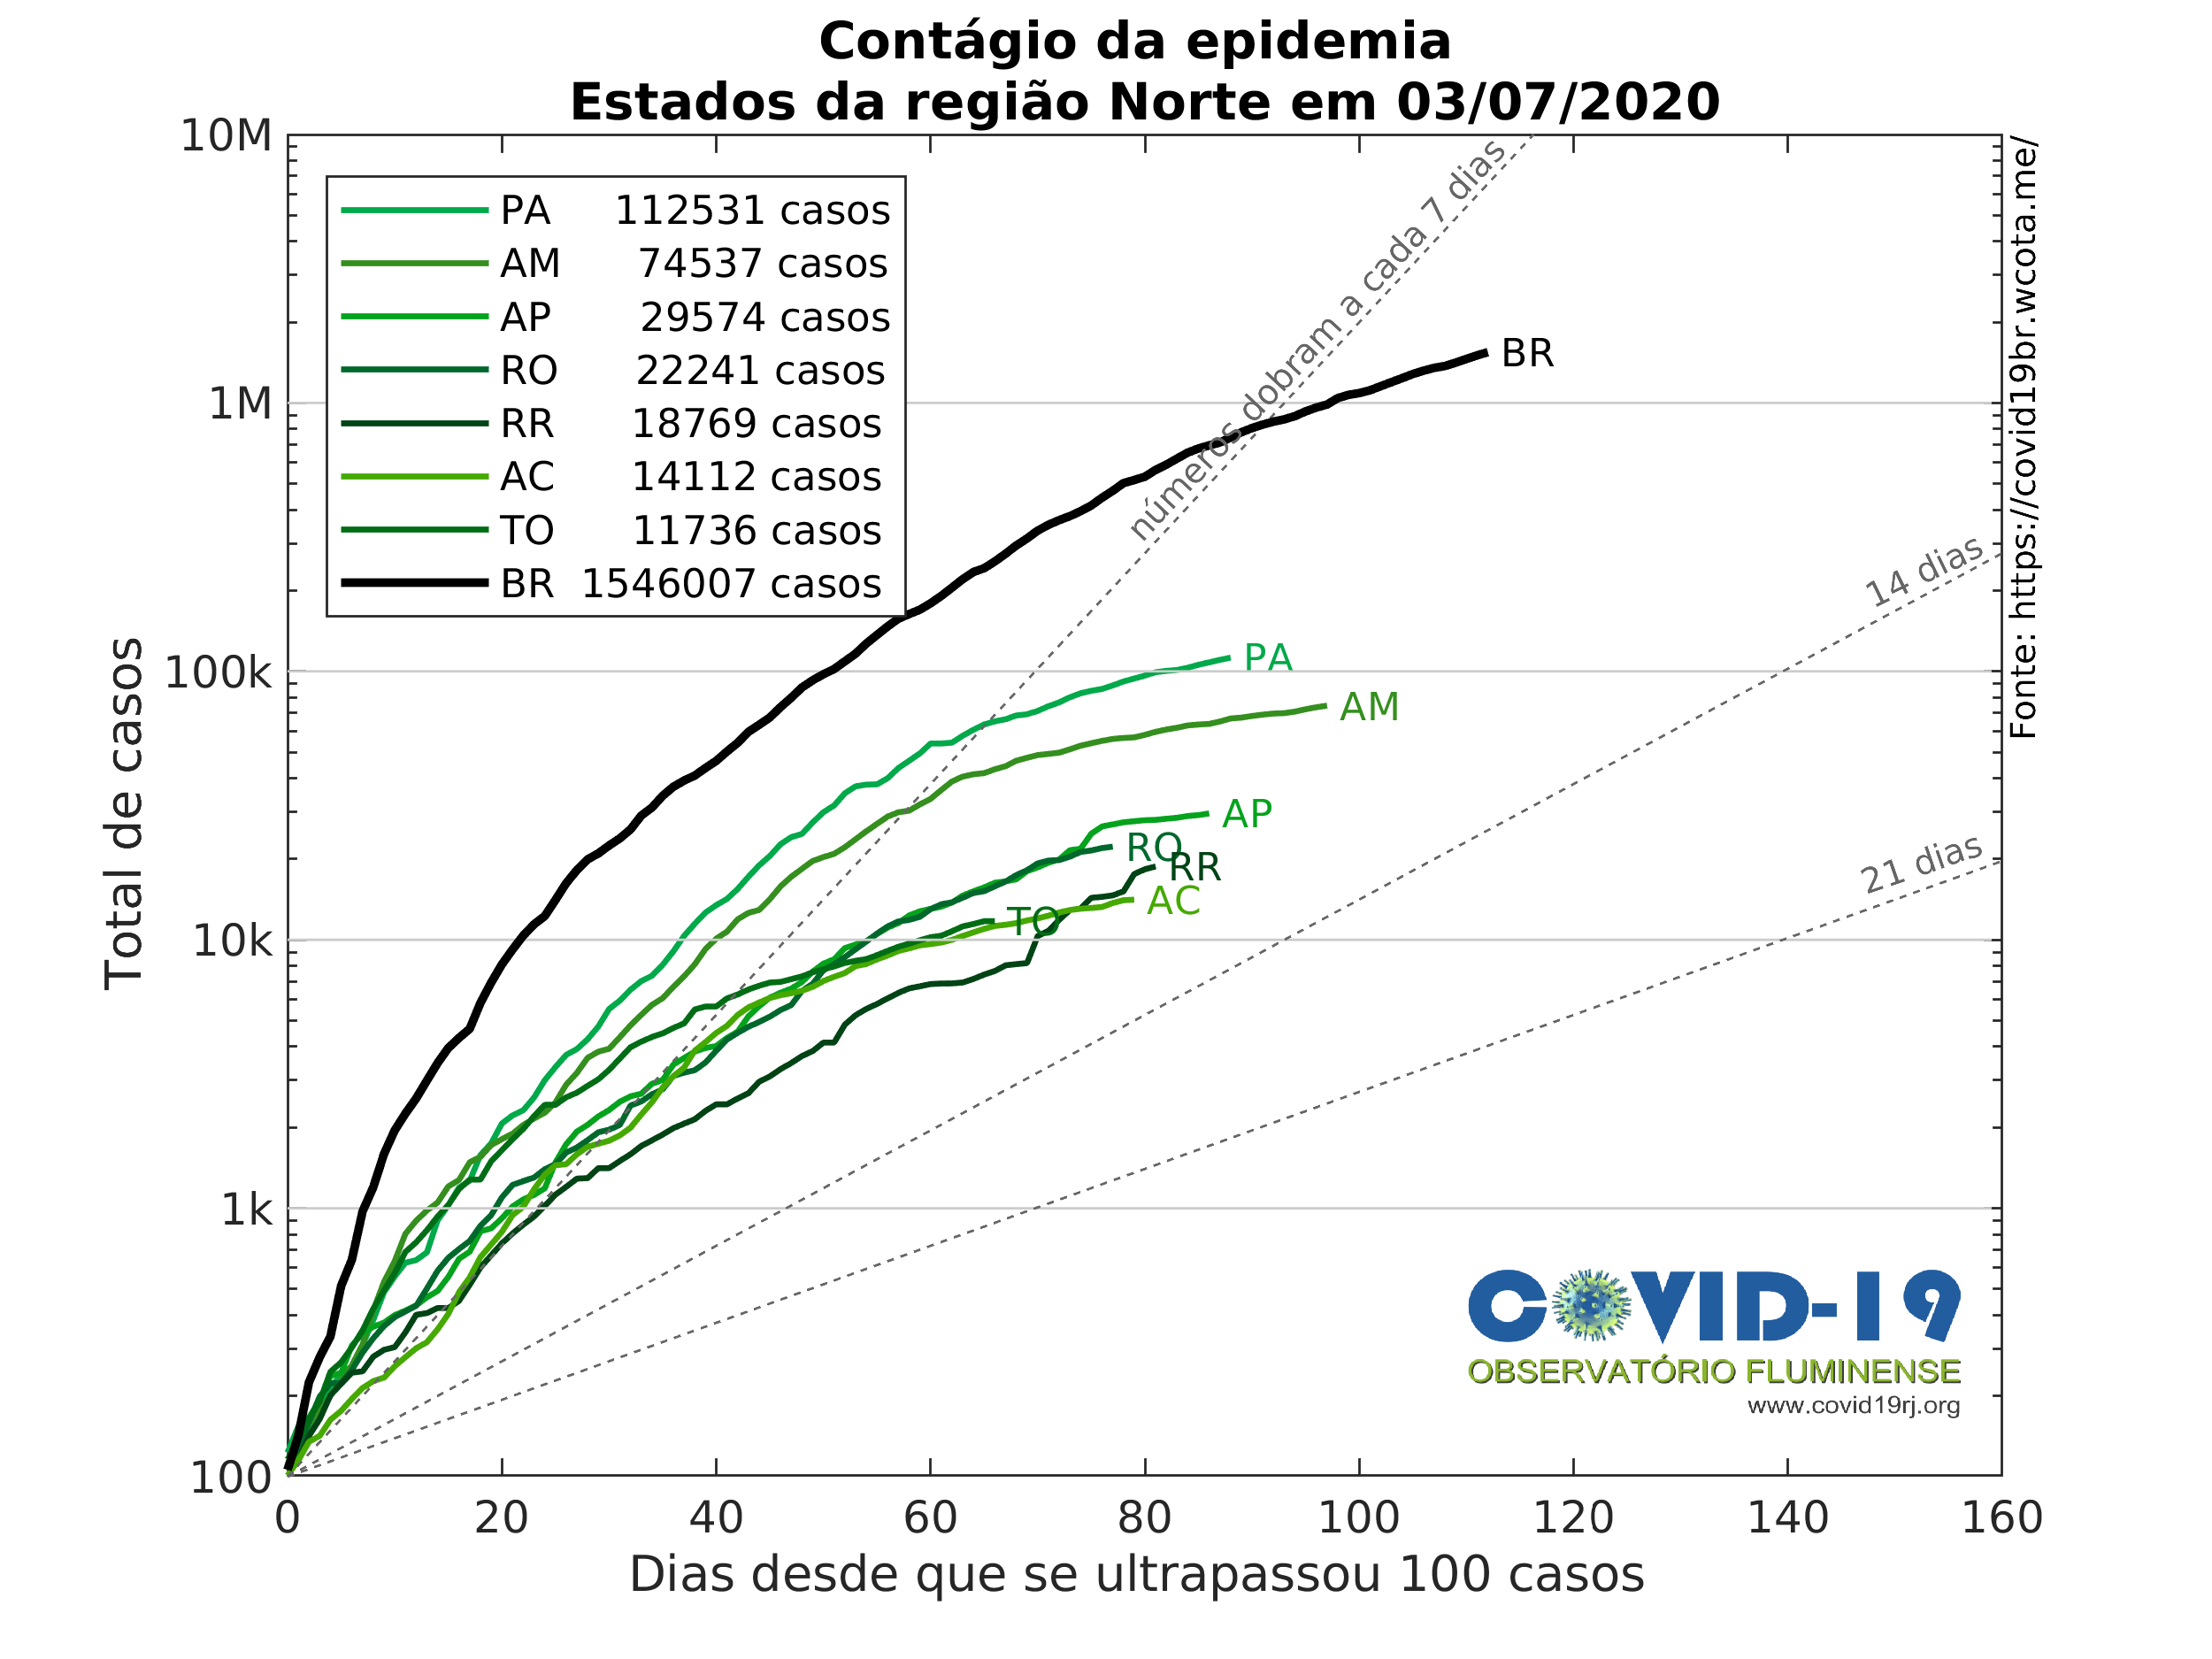 Contágio da epidemia
Estados da região Norte em 03/07/2020
10M
1M
100k
10k
1k
100
Total de casos
PA 112531 casos
AM 74537 casos
AP 29574 casos
RO 22241 casos
RR 18769 casos
AC 14112 casos
TO 11736 casos
BR 1546007 casos
números dobram a cada 7 dias
14 dias
21 dias
BR
PA
AM
AP
RO
RR
AC
TO
Fonte: https://covid19br.wcota.me/
COVID-19
OBSERVATÓRIO FLUMINENSE
www.covid19rj.org
0 20 40 60 80 100 120 140 160
Dias desde que se ultrapassou 100 casos